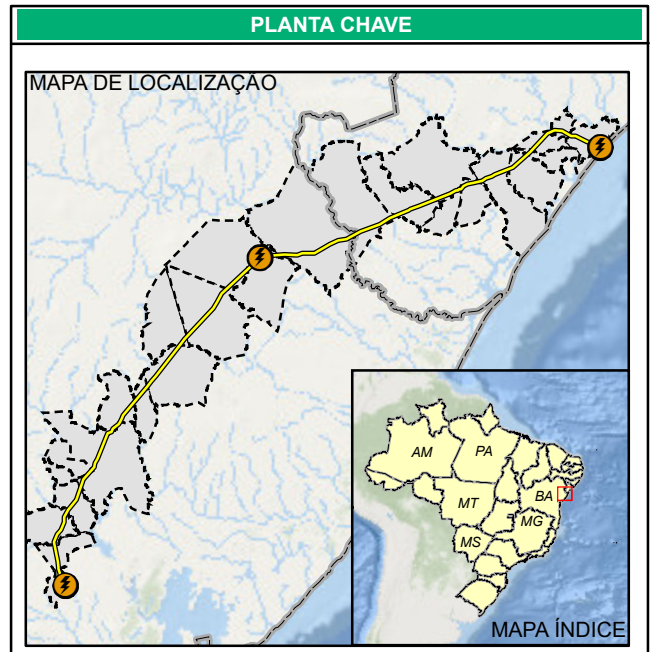 PLANTA CHAVE
MAPA DE LOCALIZAÇÃO
AM
PA
MT
BA
MG
MS
MAPA ÍNDICE